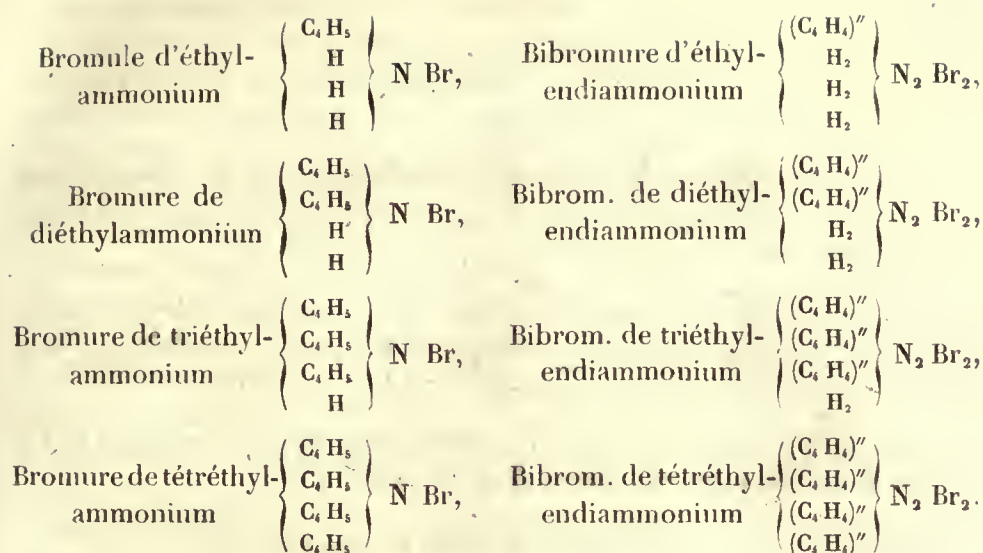 Bromule d'éthyl-ammonium { C₄ H₅ / H / H / H } N Br,
Bibromure d'éthyl-endiammonium { (C₄ H₄)″ / H₂ / H₂ / H₂ } N₂ Br₂,
Bromure de diéthylammonium { C₄ H₅ / C₄ H₅ / H / H } N Br,
Bibrom. de diéthyl-endiammonium { (C₄ H₄)″ / (C₄ H₄)″ / H₂ / H₂ } N₂ Br₂,
Bromure de triéthyl-ammonium { C₄ H₅ / C₄ H₅ / C₄ H₅ / H } N Br,
Bibrom. de triéthyl-endiammonium { (C₄ H₄)″ / (C₄ H₄)″ / (C₄ H₄)″ / H₂ } N₂ Br₂,
Bromure de tétréthyl-ammonium { C₄ H₅ / C₄ H₅ / C₄ H₅ / C₄ H₅ } N Br,
Bibrom. de tétréthyl-endiammonium { (C₄ H₄)″ / (C₄ H₄)″ / (C₄ H₄)″ / (C₄ H₄)″ } N₂ Br₂.